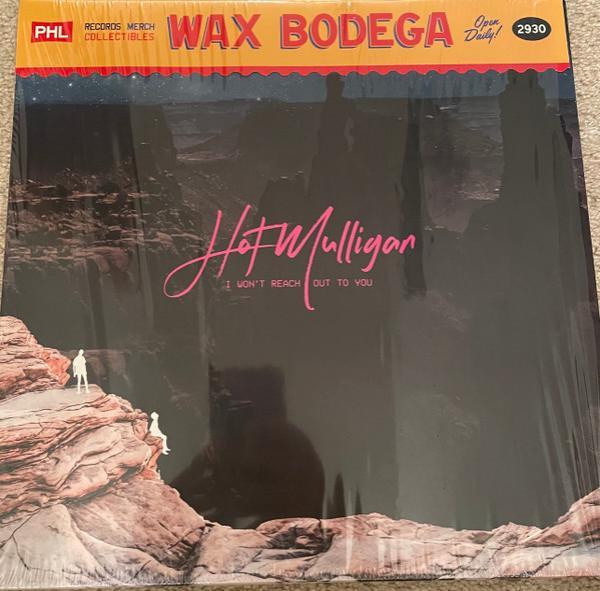 PHL
RECORDS MERCH
COLLECTIBLES
WAX BODEGA
Open
Daily!
2930
Hot Mulligan
I WON'T REACH OUT TO YOU